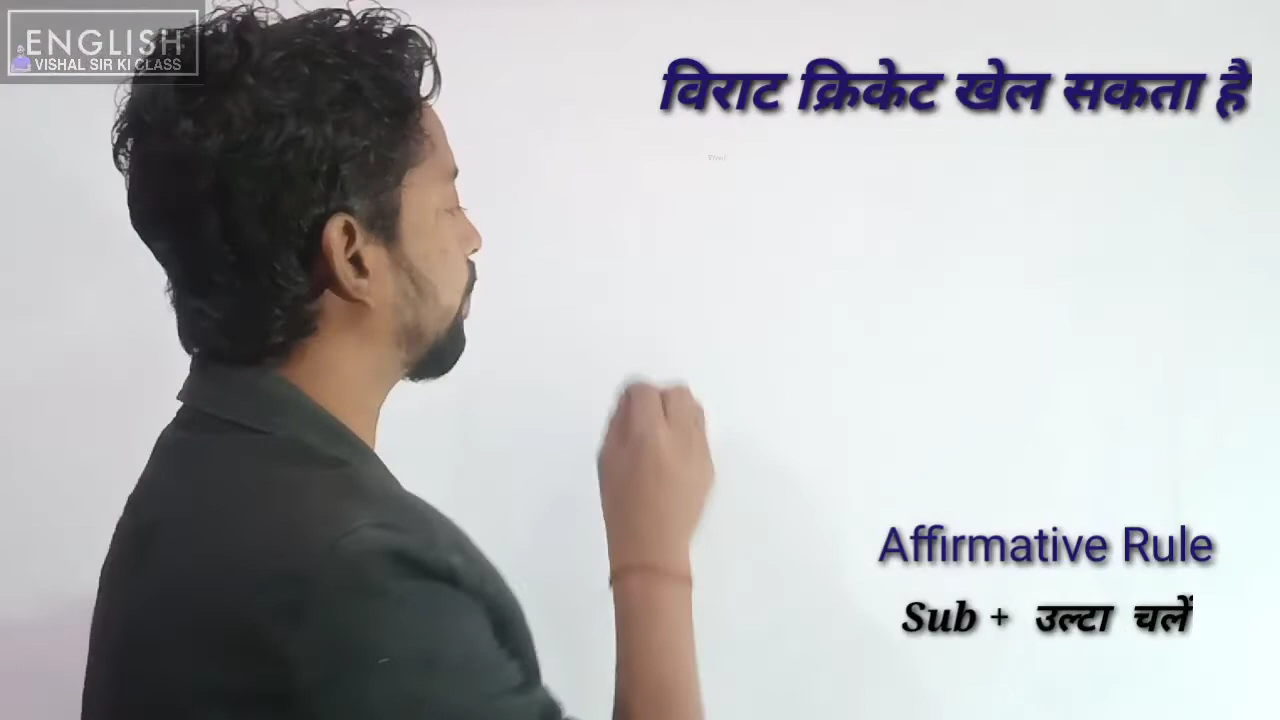 ENGLISH
VISHAL SIR KI CLASS
विराट क्रिकेट खेल सकता है
Affirmative Rule
Sub + उल्टा चलें